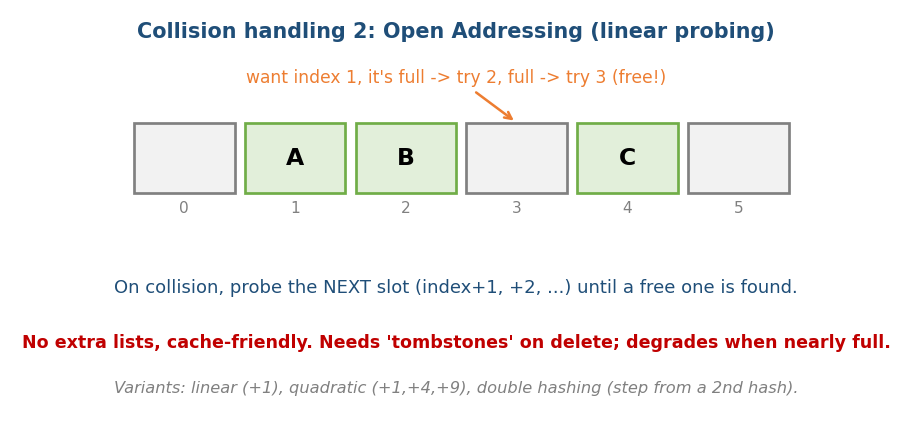 Collision handling 2: Open Addressing (linear probing)
want index 1, it's full -> try 2, full -> try 3 (free!)
A B C
0 1 2 3 4 5
On collision, probe the NEXT slot (index+1, +2, ...) until a free one is found.
No extra lists, cache-friendly. Needs 'tombstones' on delete; degrades when nearly full.
Variants: linear (+1), quadratic (+1,+4,+9), double hashing (step from a 2nd hash).